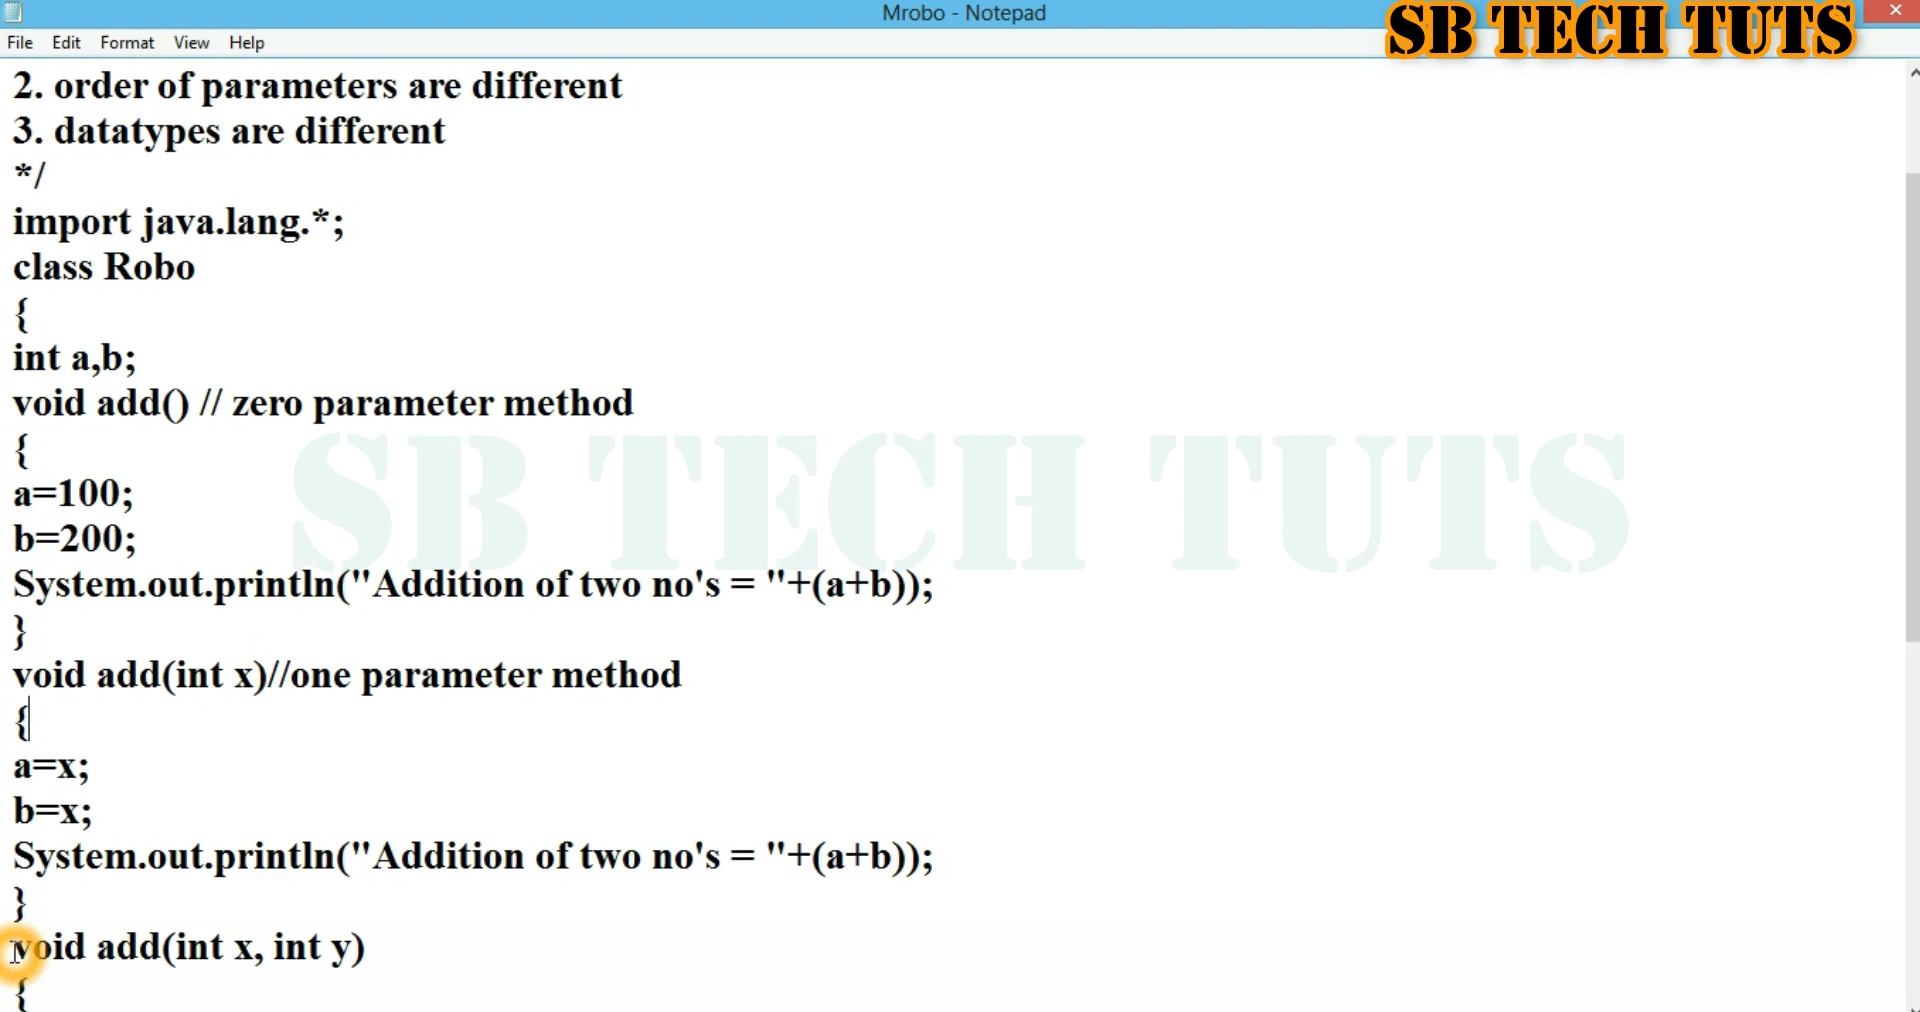 Mrobo - Notepad
SB TECH TUTS
File Edit Format View Help
2. order of parameters are different
3. datatypes are different
*/
import java.lang.*;
class Robo
{
int a,b;
void add() // zero parameter method
{
a=100;
b=200;
System.out.println("Addition of two no's = "+(a+b));
}
void add(int x)//one parameter method
{
a=x;
b=x;
System.out.println("Addition of two no's = "+(a+b));
}
void add(int x, int y)
{
SB TECH TUTS